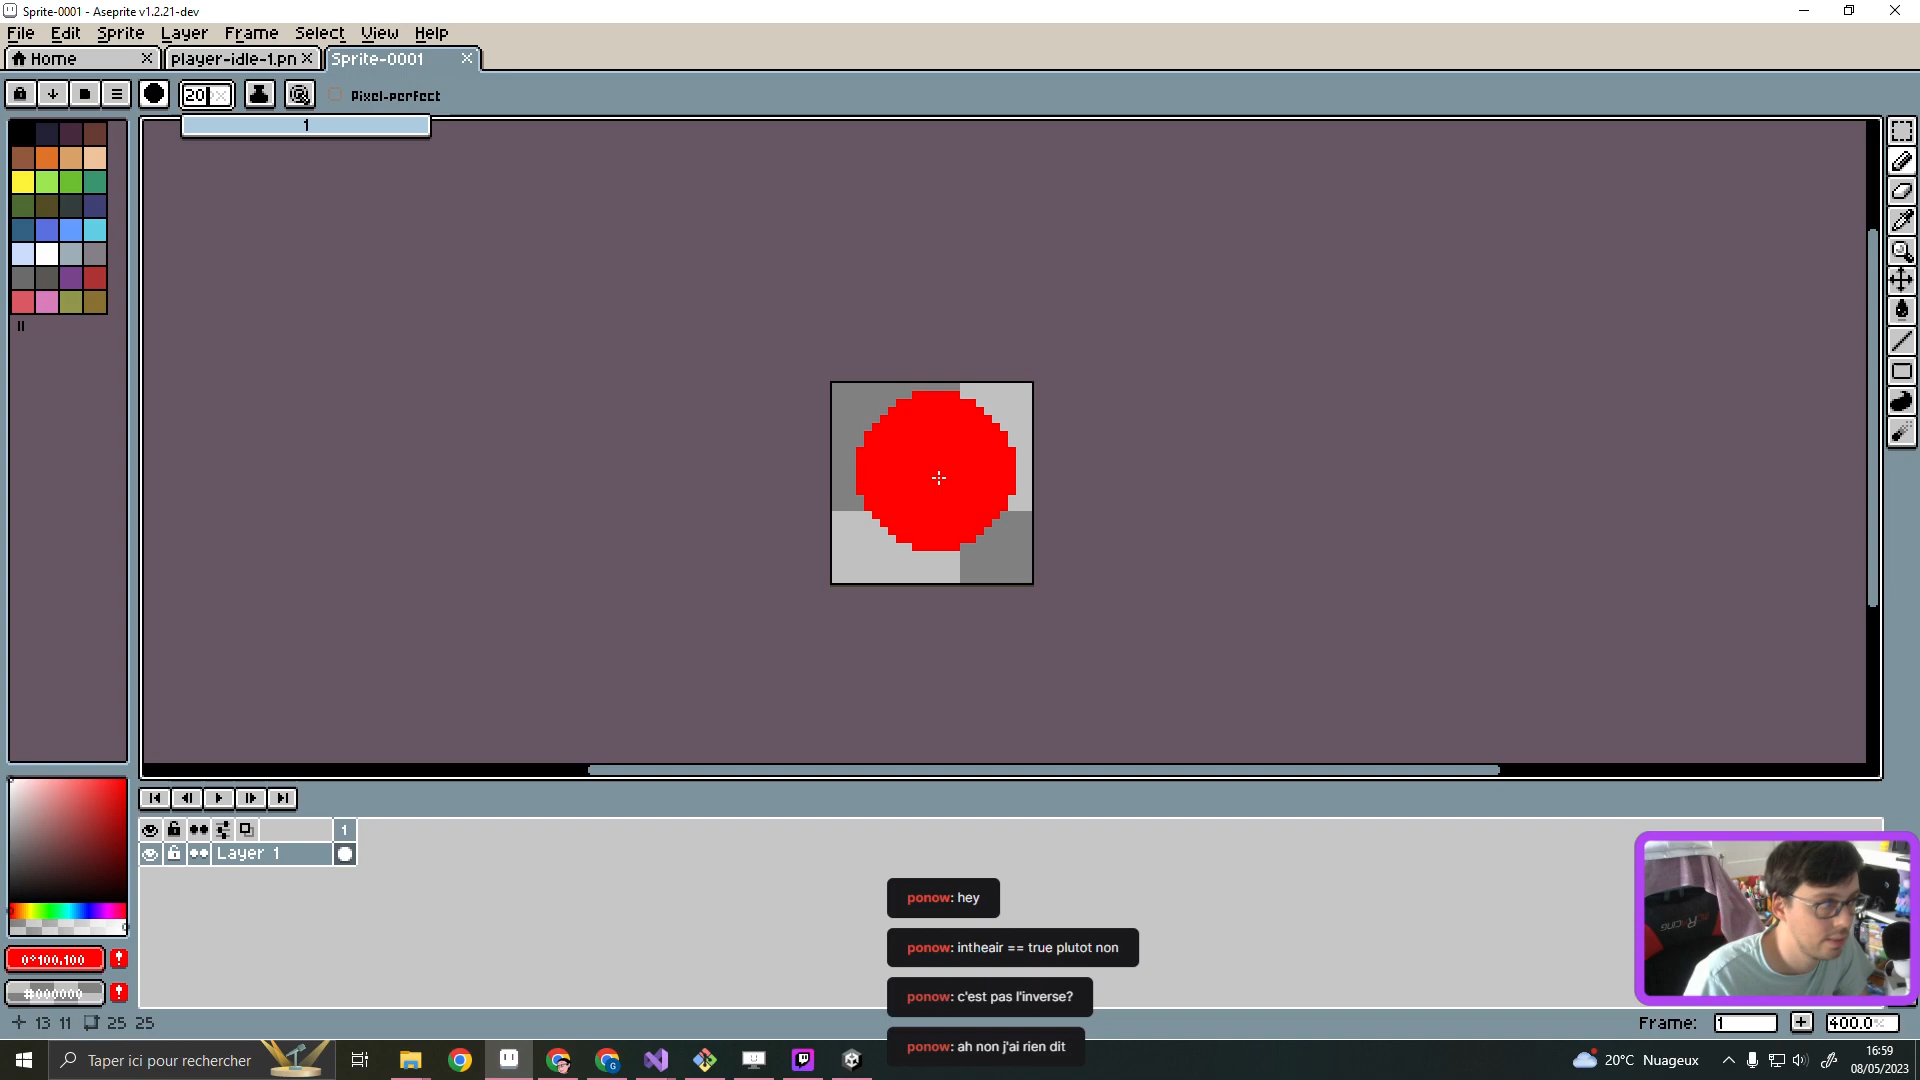 Sprite-0001 - Aseprite v1.2.21-dev
File Edit Sprite Layer Frame Select View Help
Home player-idle-1.pn Sprite-0001
20 Pixel-perfect
1
1
Layer 1
ponow: hey
ponow: intheair == true plutot non
ponow: c'est pas l'inverse?
ponow: ah non j'ai rien dit
0°100,100
#000000
13 11 25 25
Frame: 1 400.0
Taper ici pour rechercher
20°C Nuageux
16:59
08/05/2023